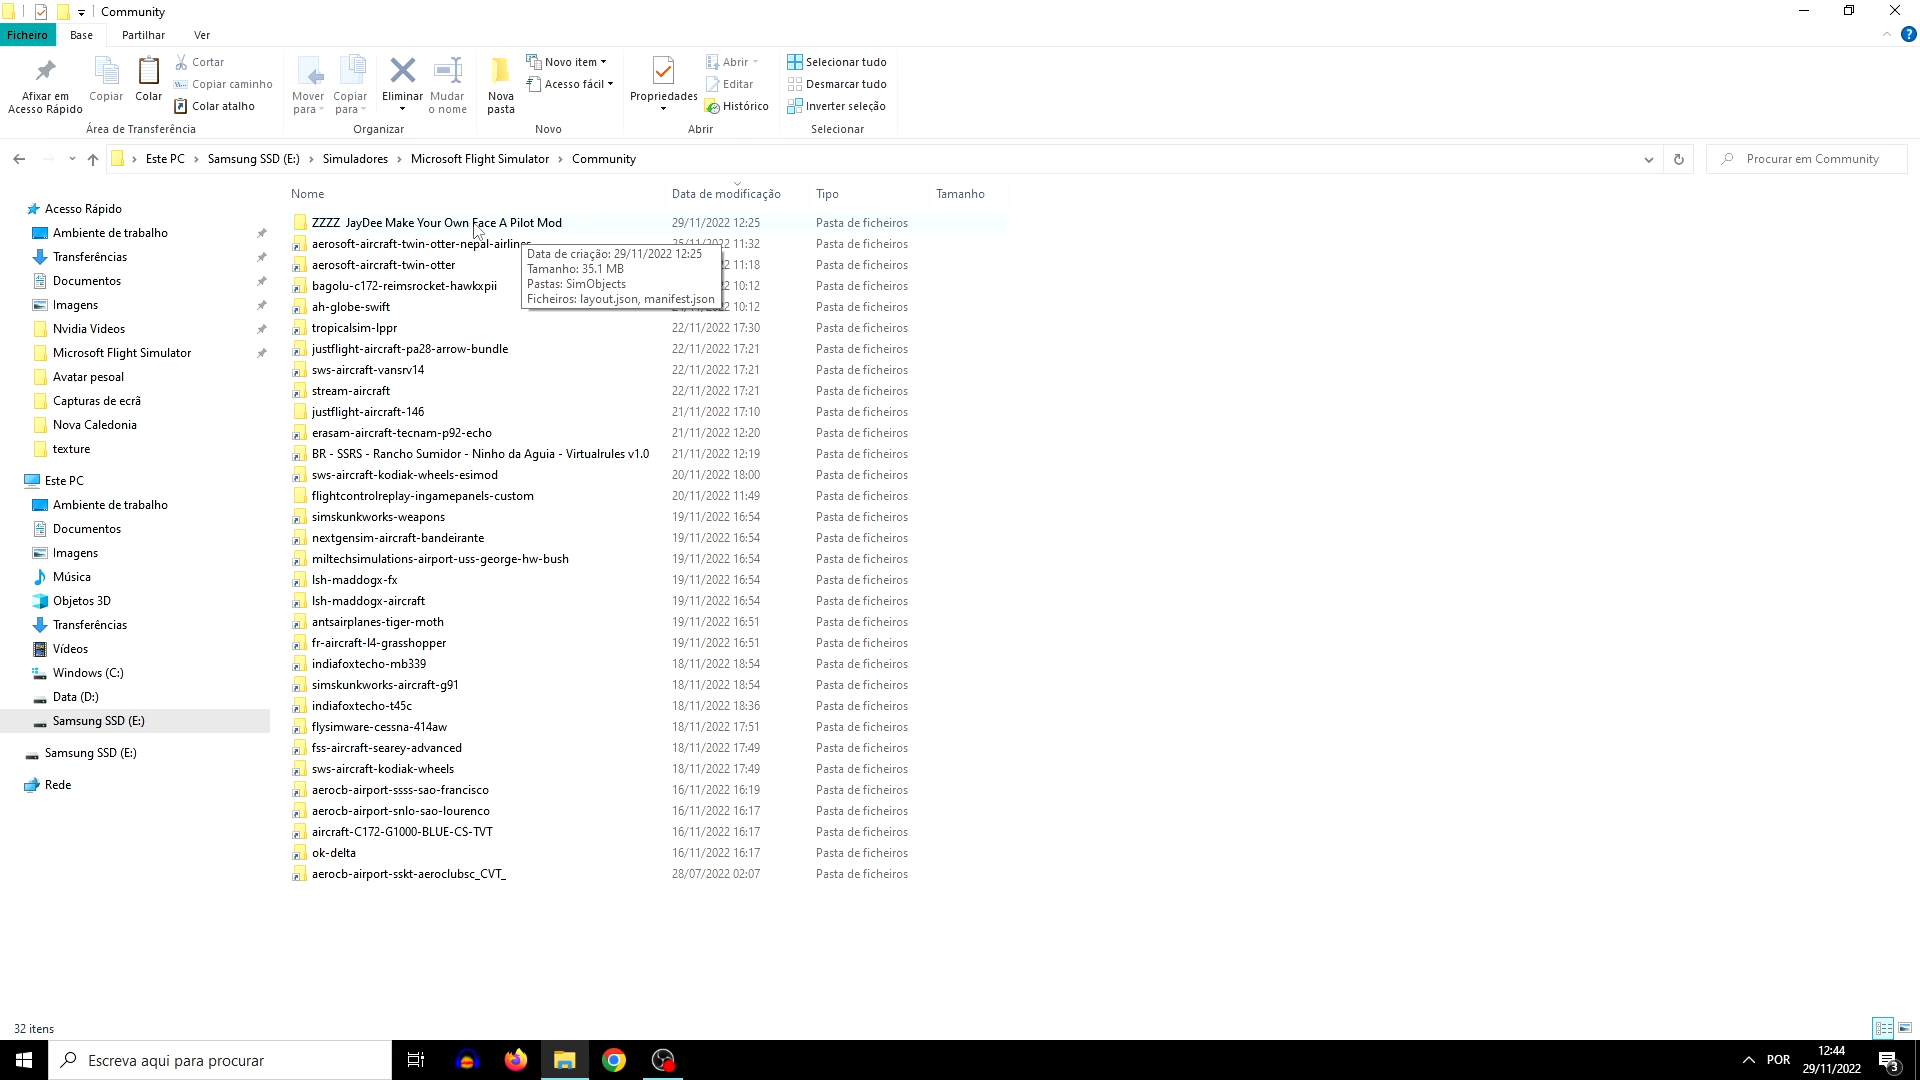 Community
Ficheiro
Base
Partilhar
Ver
Afixar em
Acesso Rápido
Copiar
Colar
Cortar
Copiar caminho
Colar atalho
Área de Transferência
Mover
para
Copiar
para
Eliminar
Mudar
o nome
Organizar
Nova
pasta
Novo item
Acesso fácil
Novo
Propriedades
Abrir
Editar
Histórico
Abrir
Selecionar tudo
Desmarcar tudo
Inverter seleção
Selecionar
Este PC
Samsung SSD (E:)
Simuladores
Microsoft Flight Simulator
Community
Procurar em Community
Acesso Rápido
Ambiente de trabalho
Transferências
Documentos
Imagens
Nvidia Videos
Microsoft Flight Simulator
Avatar pesoal
Capturas de ecrã
Nova Caledonia
texture
Este PC
Ambiente de trabalho
Documentos
Imagens
Música
Objetos 3D
Transferências
Vídeos
Windows (C:)
Data (D:)
Samsung SSD (E:)
Samsung SSD (E:)
Rede
Nome Data de modificação Tipo Tamanho
ZZZZ JayDee Make Your Own Face A Pilot Mod 29/11/2022 12:25 Pasta de ficheiros
aerosoft-aircraft-twin-otter-nepal-airlines 25/11/2022 11:32 Pasta de ficheiros
aerosoft-aircraft-twin-otter 11:18 Pasta de ficheiros
bagolu-c172-reimsrocket-hawkxpii 10:12 Pasta de ficheiros
ah-globe-swift 10:12 Pasta de ficheiros
Data de criação: 29/11/2022 12:25
Tamanho: 35.1 MB
Pastas: SimObjects
Ficheiros: layout.json, manifest.json
tropicalsim-lppr 22/11/2022 17:30 Pasta de ficheiros
justflight-aircraft-pa28-arrow-bundle 22/11/2022 17:21 Pasta de ficheiros
sws-aircraft-vansrv14 22/11/2022 17:21 Pasta de ficheiros
stream-aircraft 22/11/2022 17:21 Pasta de ficheiros
justflight-aircraft-146 21/11/2022 17:10 Pasta de ficheiros
erasam-aircraft-tecnam-p92-echo 21/11/2022 12:20 Pasta de ficheiros
BR - SSRS - Rancho Sumidor - Ninho da Aguia - Virtualrules v1.0 21/11/2022 12:19 Pasta de ficheiros
sws-aircraft-kodiak-wheels-esimod 20/11/2022 18:00 Pasta de ficheiros
flightcontrolreplay-ingamepanels-custom 20/11/2022 11:49 Pasta de ficheiros
simskunkworks-weapons 19/11/2022 16:54 Pasta de ficheiros
nextgensim-aircraft-bandeirante 19/11/2022 16:54 Pasta de ficheiros
miltechsimulations-airport-uss-george-hw-bush 19/11/2022 16:54 Pasta de ficheiros
lsh-maddogx-fx 19/11/2022 16:54 Pasta de ficheiros
lsh-maddogx-aircraft 19/11/2022 16:54 Pasta de ficheiros
antsairplanes-tiger-moth 19/11/2022 16:51 Pasta de ficheiros
fr-aircraft-l4-grasshopper 19/11/2022 16:51 Pasta de ficheiros
indiafoxtecho-mb339 18/11/2022 18:54 Pasta de ficheiros
simskunkworks-aircraft-g91 18/11/2022 18:54 Pasta de ficheiros
indiafoxtecho-t45c 18/11/2022 18:36 Pasta de ficheiros
flysimware-cessna-414aw 18/11/2022 17:51 Pasta de ficheiros
fss-aircraft-searey-advanced 18/11/2022 17:49 Pasta de ficheiros
sws-aircraft-kodiak-wheels 18/11/2022 17:49 Pasta de ficheiros
aerocb-airport-ssss-sao-francisco 16/11/2022 16:19 Pasta de ficheiros
aerocb-airport-snlo-sao-lourenco 16/11/2022 16:17 Pasta de ficheiros
aircraft-C172-G1000-BLUE-CS-TVT 16/11/2022 16:17 Pasta de ficheiros
ok-delta 16/11/2022 16:17 Pasta de ficheiros
aerocb-airport-sskt-aeroclubsc_CVT_ 28/07/2022 02:07 Pasta de ficheiros
32 itens
Escreva aqui para procurar
POR
12:44
29/11/2022
3